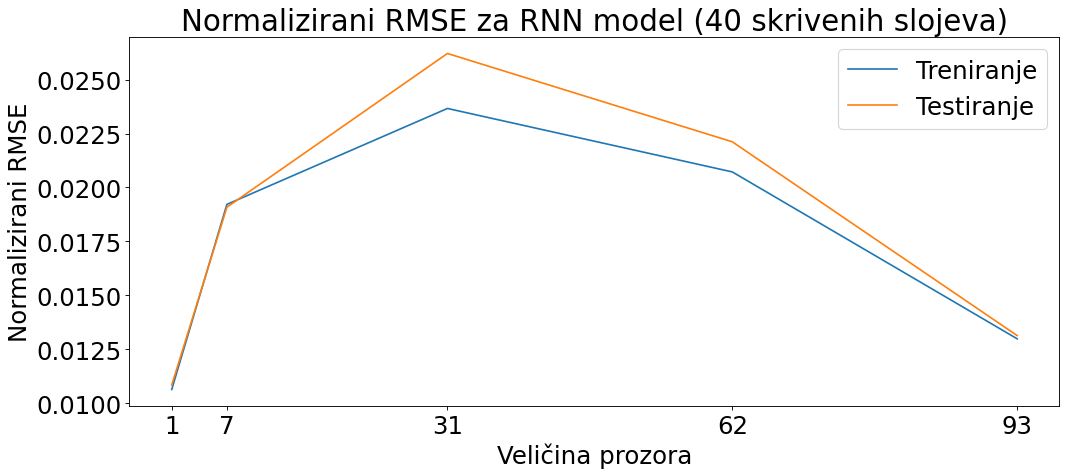 Normalizirani RMSE za RNN model (40 skrivenih slojeva)
Treniranje
Testiranje
Normalizirani RMSE
0.0250
0.0225
0.0200
0.0175
0.0150
0.0125
0.0100
1 7 31 62 93
Veličina prozora